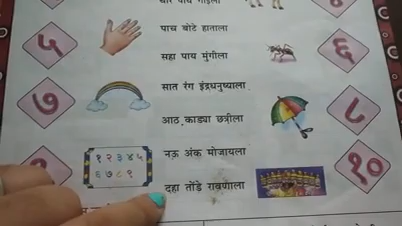 चार पाय गाईला
५
पाच बोटे हाताला
सहा पाय मुंगीला
६
७
सात रंग इंद्रधनुष्याला
८
आठ काड्या छत्रीला
नऊ अंक मोजायला
१ २ ३ ४ ५
६ ७ ८ ९
१०
दहा तोंडे रावणाला